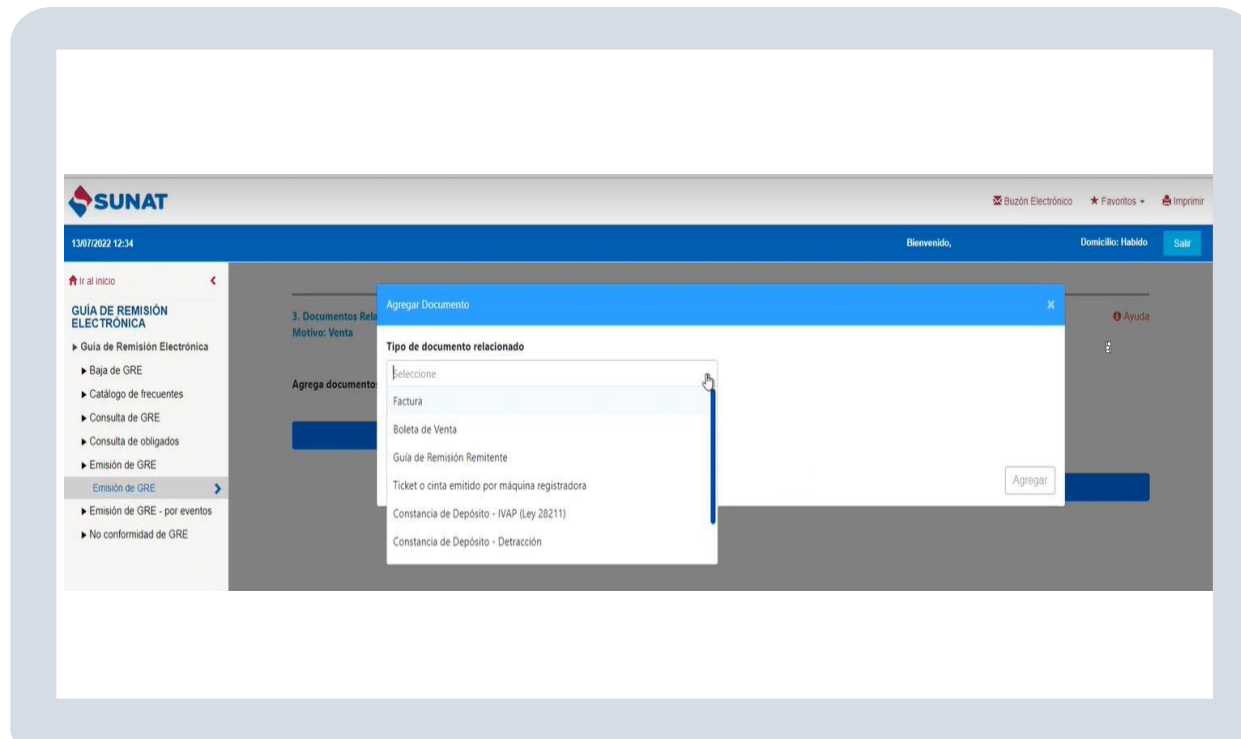 SUNAT
Buzón Electrónico
Favoritos
Imprimir
13/07/2022 12:34
Bienvenido,
Domicilio: Habido
Salir
Ir al inicio
GUÍA DE REMISIÓN
ELECTRÓNICA
Guía de Remisión Electrónica
Baja de GRE
Catálogo de frecuentes
Consulta de GRE
Consulta de obligados
Emisión de GRE
Emisión de GRE
Emisión de GRE - por eventos
No conformidad de GRE
3. Documentos Rela
Motivo: Venta
Ayuda
Agrega documento
Agregar Documento
x
Tipo de documento relacionado
Seleccione
Factura
Boleta de Venta
Guía de Remisión Remitente
Ticket o cinta emitido por máquina registradora
Constancia de Depósito - IVAP (Ley 28211)
Constancia de Depósito - Detracción
Agregar